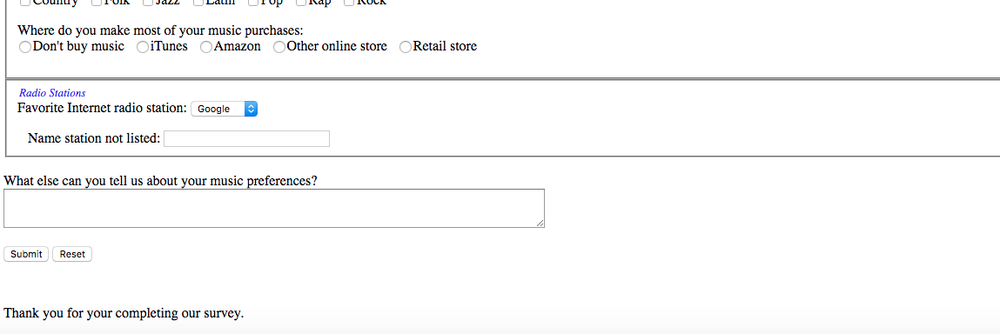 Country Folk Jazz Latin Pop Rap Rock
Where do you make most of your music purchases:
Don't buy music iTunes Amazon Other online store Retail store
Radio Stations
Favorite Internet radio station: Google
Name station not listed:
What else can you tell us about your music preferences?
Submit Reset
Thank you for your completing our survey.